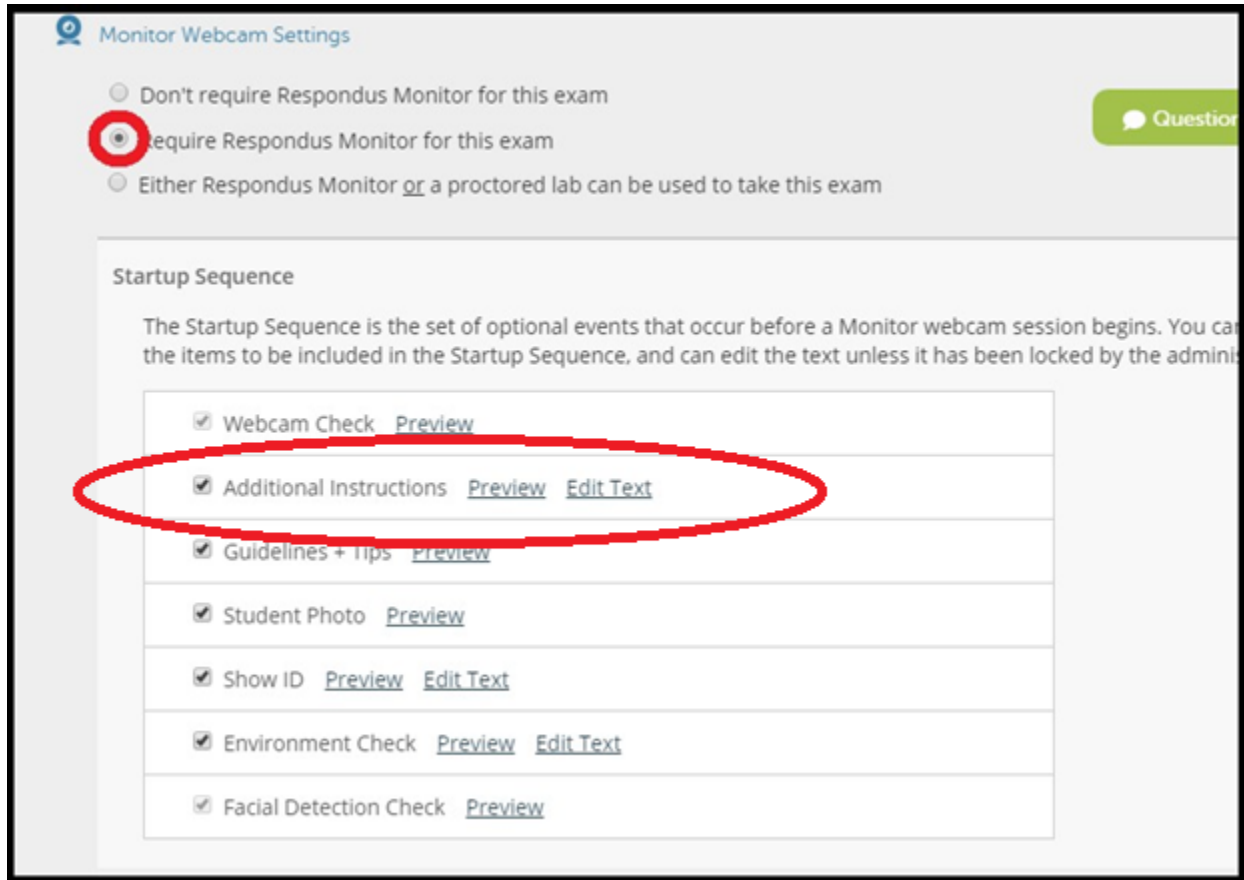 Monitor Webcam Settings
Don't require Respondus Monitor for this exam
Require Respondus Monitor for this exam
Question
Either Respondus Monitor or a proctored lab can be used to take this exam
Startup Sequence
The Startup Sequence is the set of optional events that occur before a Monitor webcam session begins. You
the items to be included in the Startup Sequence, and can edit the text unless it has been locked by the
Webcam Check Preview
Additional Instructions Preview Edit Text
Guidelines + Tips Preview
Student Photo Preview
Show ID Preview Edit Text
Environment Check Preview Edit Text
Facial Detection Check Preview